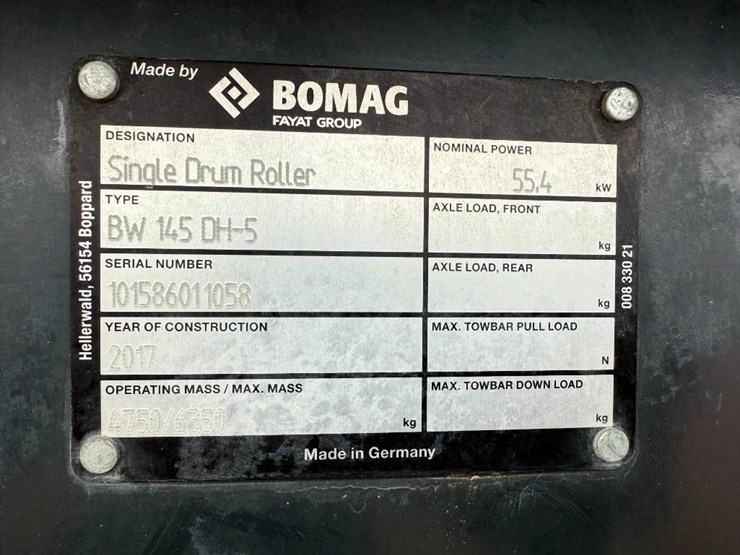 Made by
BOMAG
FAYAT GROUP
DESIGNATION
Single Drum Roller
NOMINAL POWER
55,4 kW
TYPE
BW 145 DH-5
AXLE LOAD, FRONT
kg
SERIAL NUMBER
101586011058
AXLE LOAD, REAR
kg
YEAR OF CONSTRUCTION
2017
MAX. TOWBAR PULL LOAD
N
OPERATING MASS / MAX. MASS
4750/6350 kg
MAX. TOWBAR DOWN LOAD
kg
Made in Germany
Hellerwald, 56154 Boppard
008 330 21